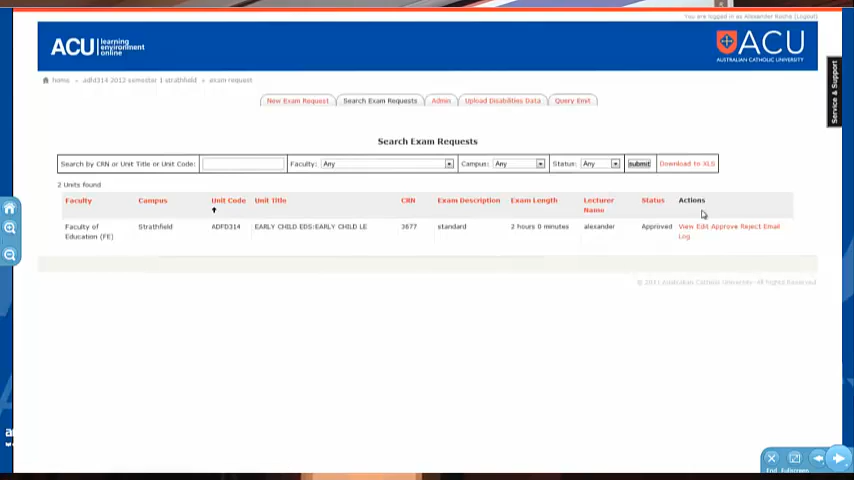 You are logged in as Alexander Roche (Logout)
ACU learning environment online
ACU
AUSTRALIAN CATHOLIC UNIVERSITY
Service & Support
home » adfd314 2012 semester 1 strathfield » exam request
New Exam Request Search Exam Requests Admin Upload Disabilities Data Query Emit
Search Exam Requests
Search by CRN or Unit Title or Unit Code: Faculty: Any Campus: Any Status: Any submit Download to XLS
2 Units found
Faculty Campus Unit Code Unit Title CRN Exam Description Exam Length Lecturer Name Status Actions
Faculty of Education (FE) Strathfield ADFD314 EARLY CHILD EDS:EARLY CHILD LE 3677 standard 2 hours 0 minutes alexander Approved View Edit Approve Reject Email Log
© 2011 Australian Catholic University. All Rights Reserved